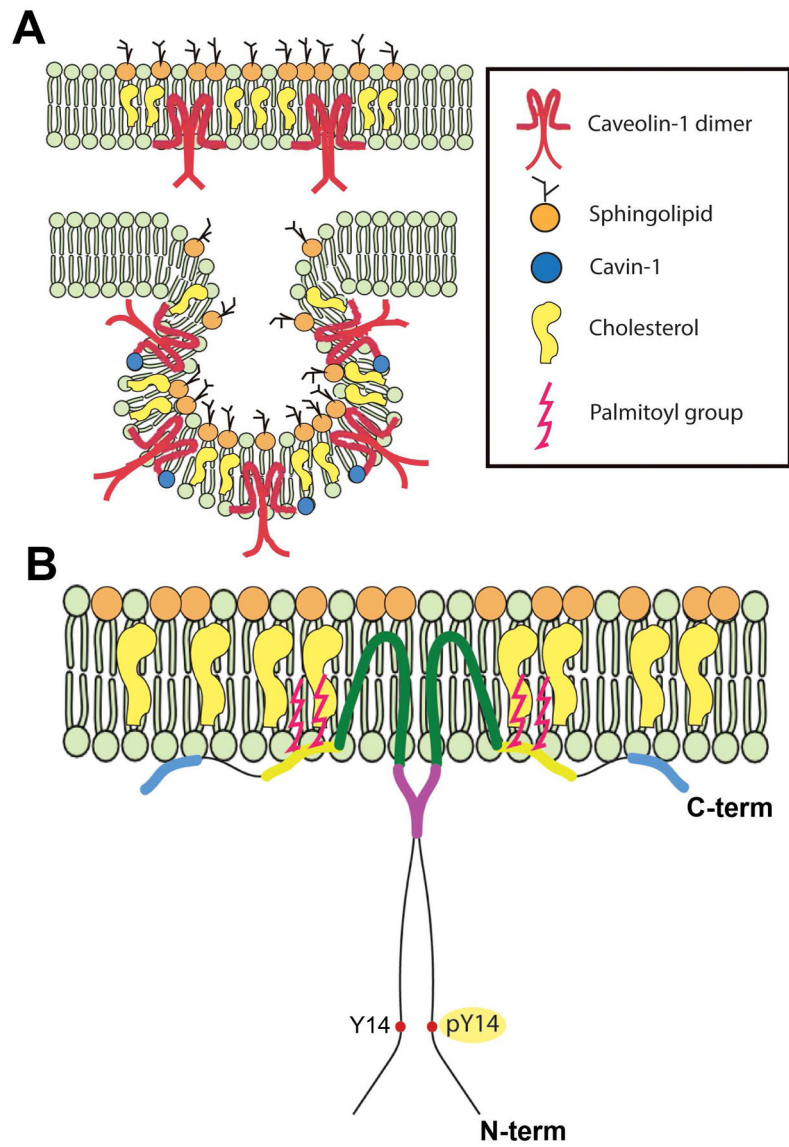 A
Caveolin-1 dimer
Sphingolipid
Cavin-1
Cholesterol
Palmitoyl group
B
C-term
Y14
pY14
N-term